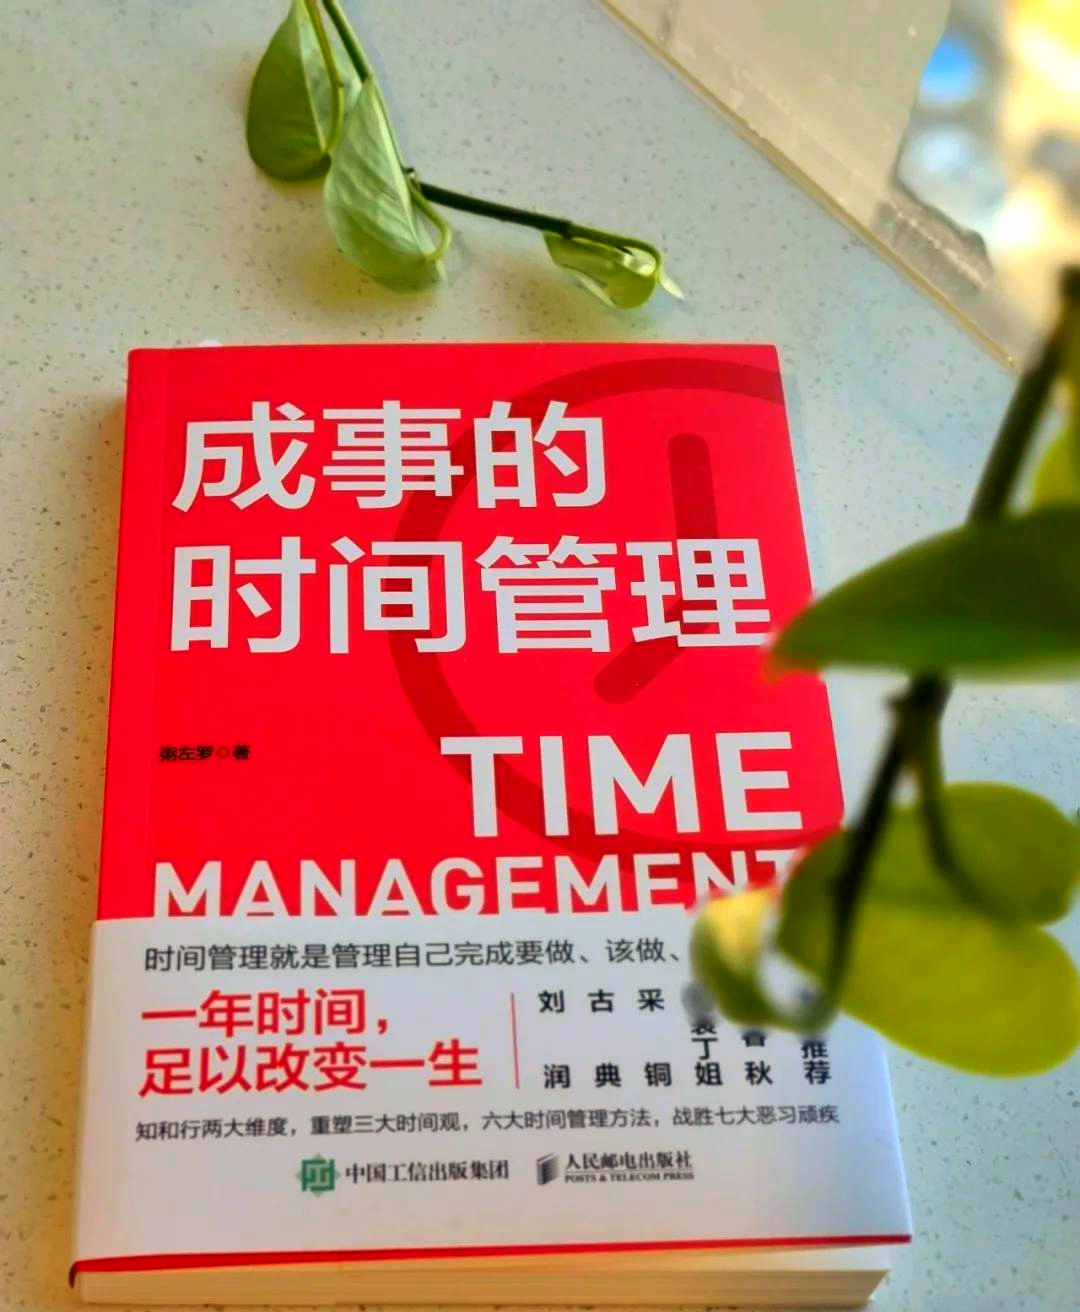 成事的
时间管理
粥左罗◎著
TIME
MANAGEMENT
时间管理就是管理自己完成要做、该做、
一年时间，
足以改变一生
刘 古 采
润 典 铜 姐 秋 荐
知和行两大维度，重塑三大时间观，六大时间管理方法，战胜七大恶习顽疾
中国工信出版集团
人民邮电出版社
POSTS & TELECOM PRESS